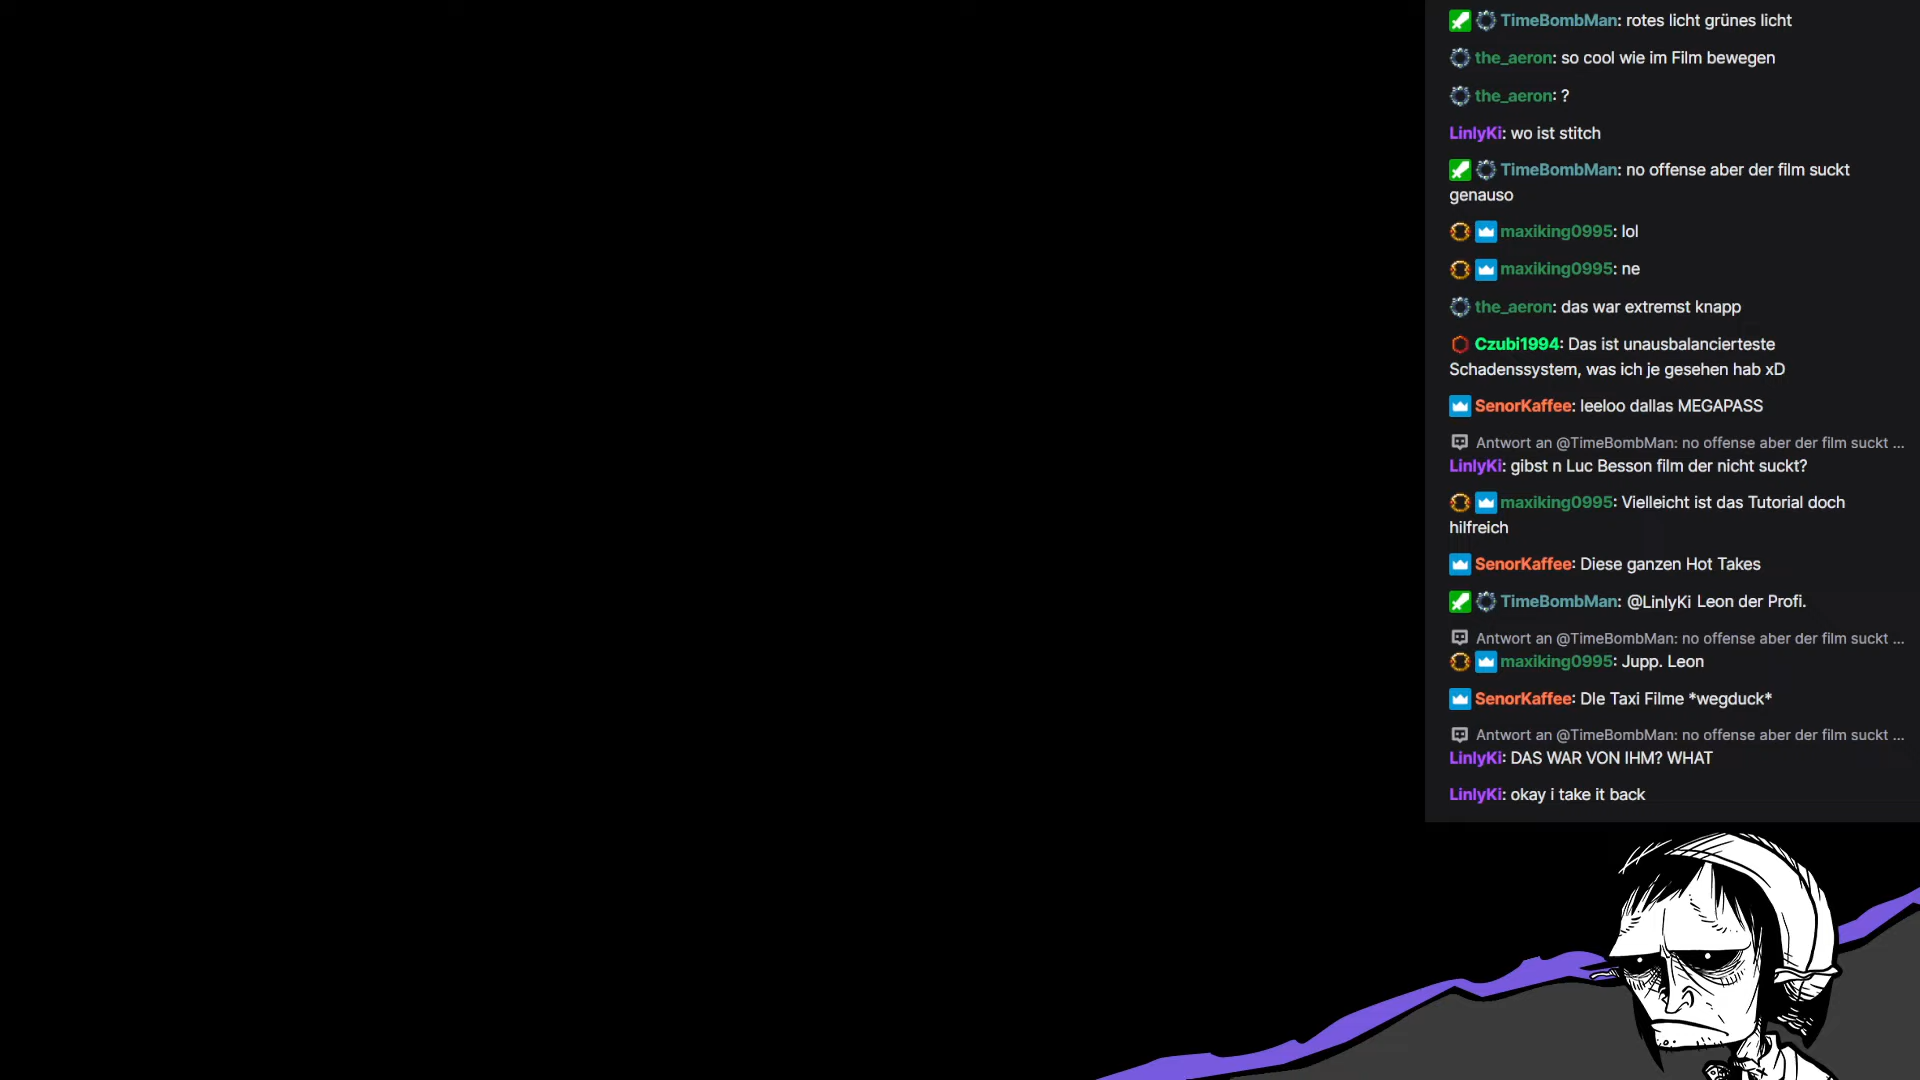 TimeBombMan: rotes licht grünes licht
the_aeron: so cool wie im Film bewegen
the_aeron: ?
LinlyKi: wo ist stitch
TimeBombMan: no offense aber der film suckt
genauso
maxiking0995: lol
maxiking0995: ne
the_aeron: das war extremst knapp
Czubi1994: Das ist unausbalancierteste
Schadenssystem, was ich je gesehen hab xD
SenorKaffee: leeloo dallas MEGAPASS
Antwort an @TimeBombMan: no offense aber der film suckt ...
LinlyKi: gibst n Luc Besson film der nicht suckt?
maxiking0995: Vielleicht ist das Tutorial doch
hilfreich
SenorKaffee: Diese ganzen Hot Takes
TimeBombMan: @LinlyKi Leon der Profi.
Antwort an @TimeBombMan: no offense aber der film suckt ...
maxiking0995: Jupp. Leon
SenorKaffee: DIe Taxi Filme *wegduck*
Antwort an @TimeBombMan: no offense aber der film suckt ...
LinlyKi: DAS WAR VON IHM? WHAT
LinlyKi: okay i take it back